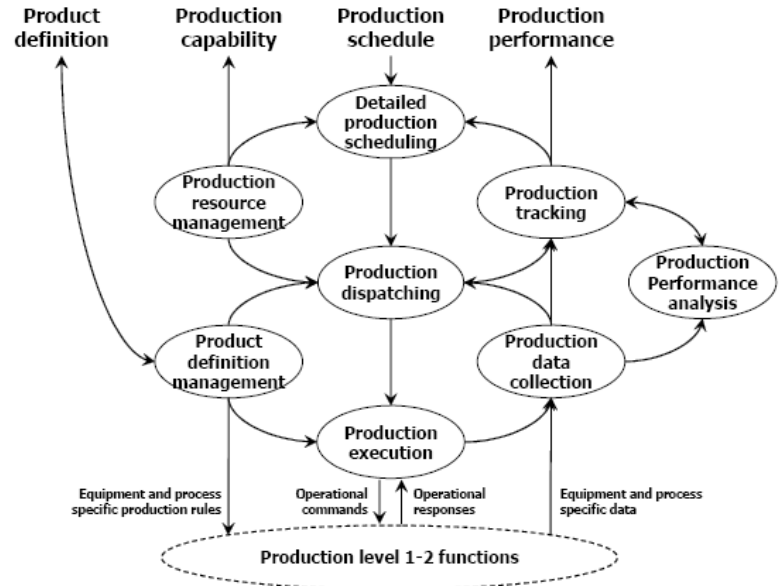 Product
definition
Production
capability
Production
schedule
Production
performance
Detailed
production
scheduling
Production
resource
management
Production
tracking
Production
dispatching
Production
Performance
analysis
Product
definition
management
Production
data
collection
Production
execution
Equipment and process
specific production rules
Operational
commands
Operational
responses
Equipment and process
specific data
Production level 1-2 functions